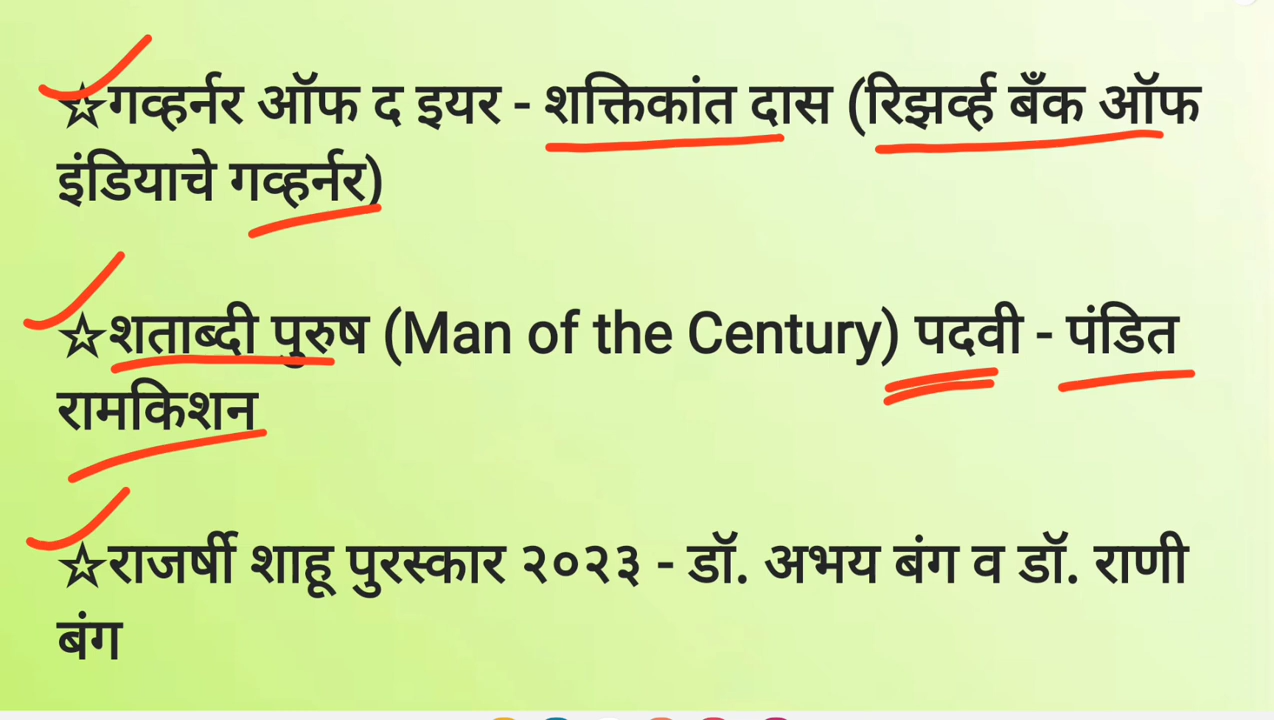 ☆गव्हर्नर ऑफ द इयर - शक्तिकांत दास (रिझर्व्ह बँक ऑफ
इंडियाचे गव्हर्नर)
☆शताब्दी पुरुष (Man of the Century) पदवी - पंडित
रामकिशन
☆राजर्षी शाहू पुरस्कार २०२३ - डॉ. अभय बंग व डॉ. राणी
बंग